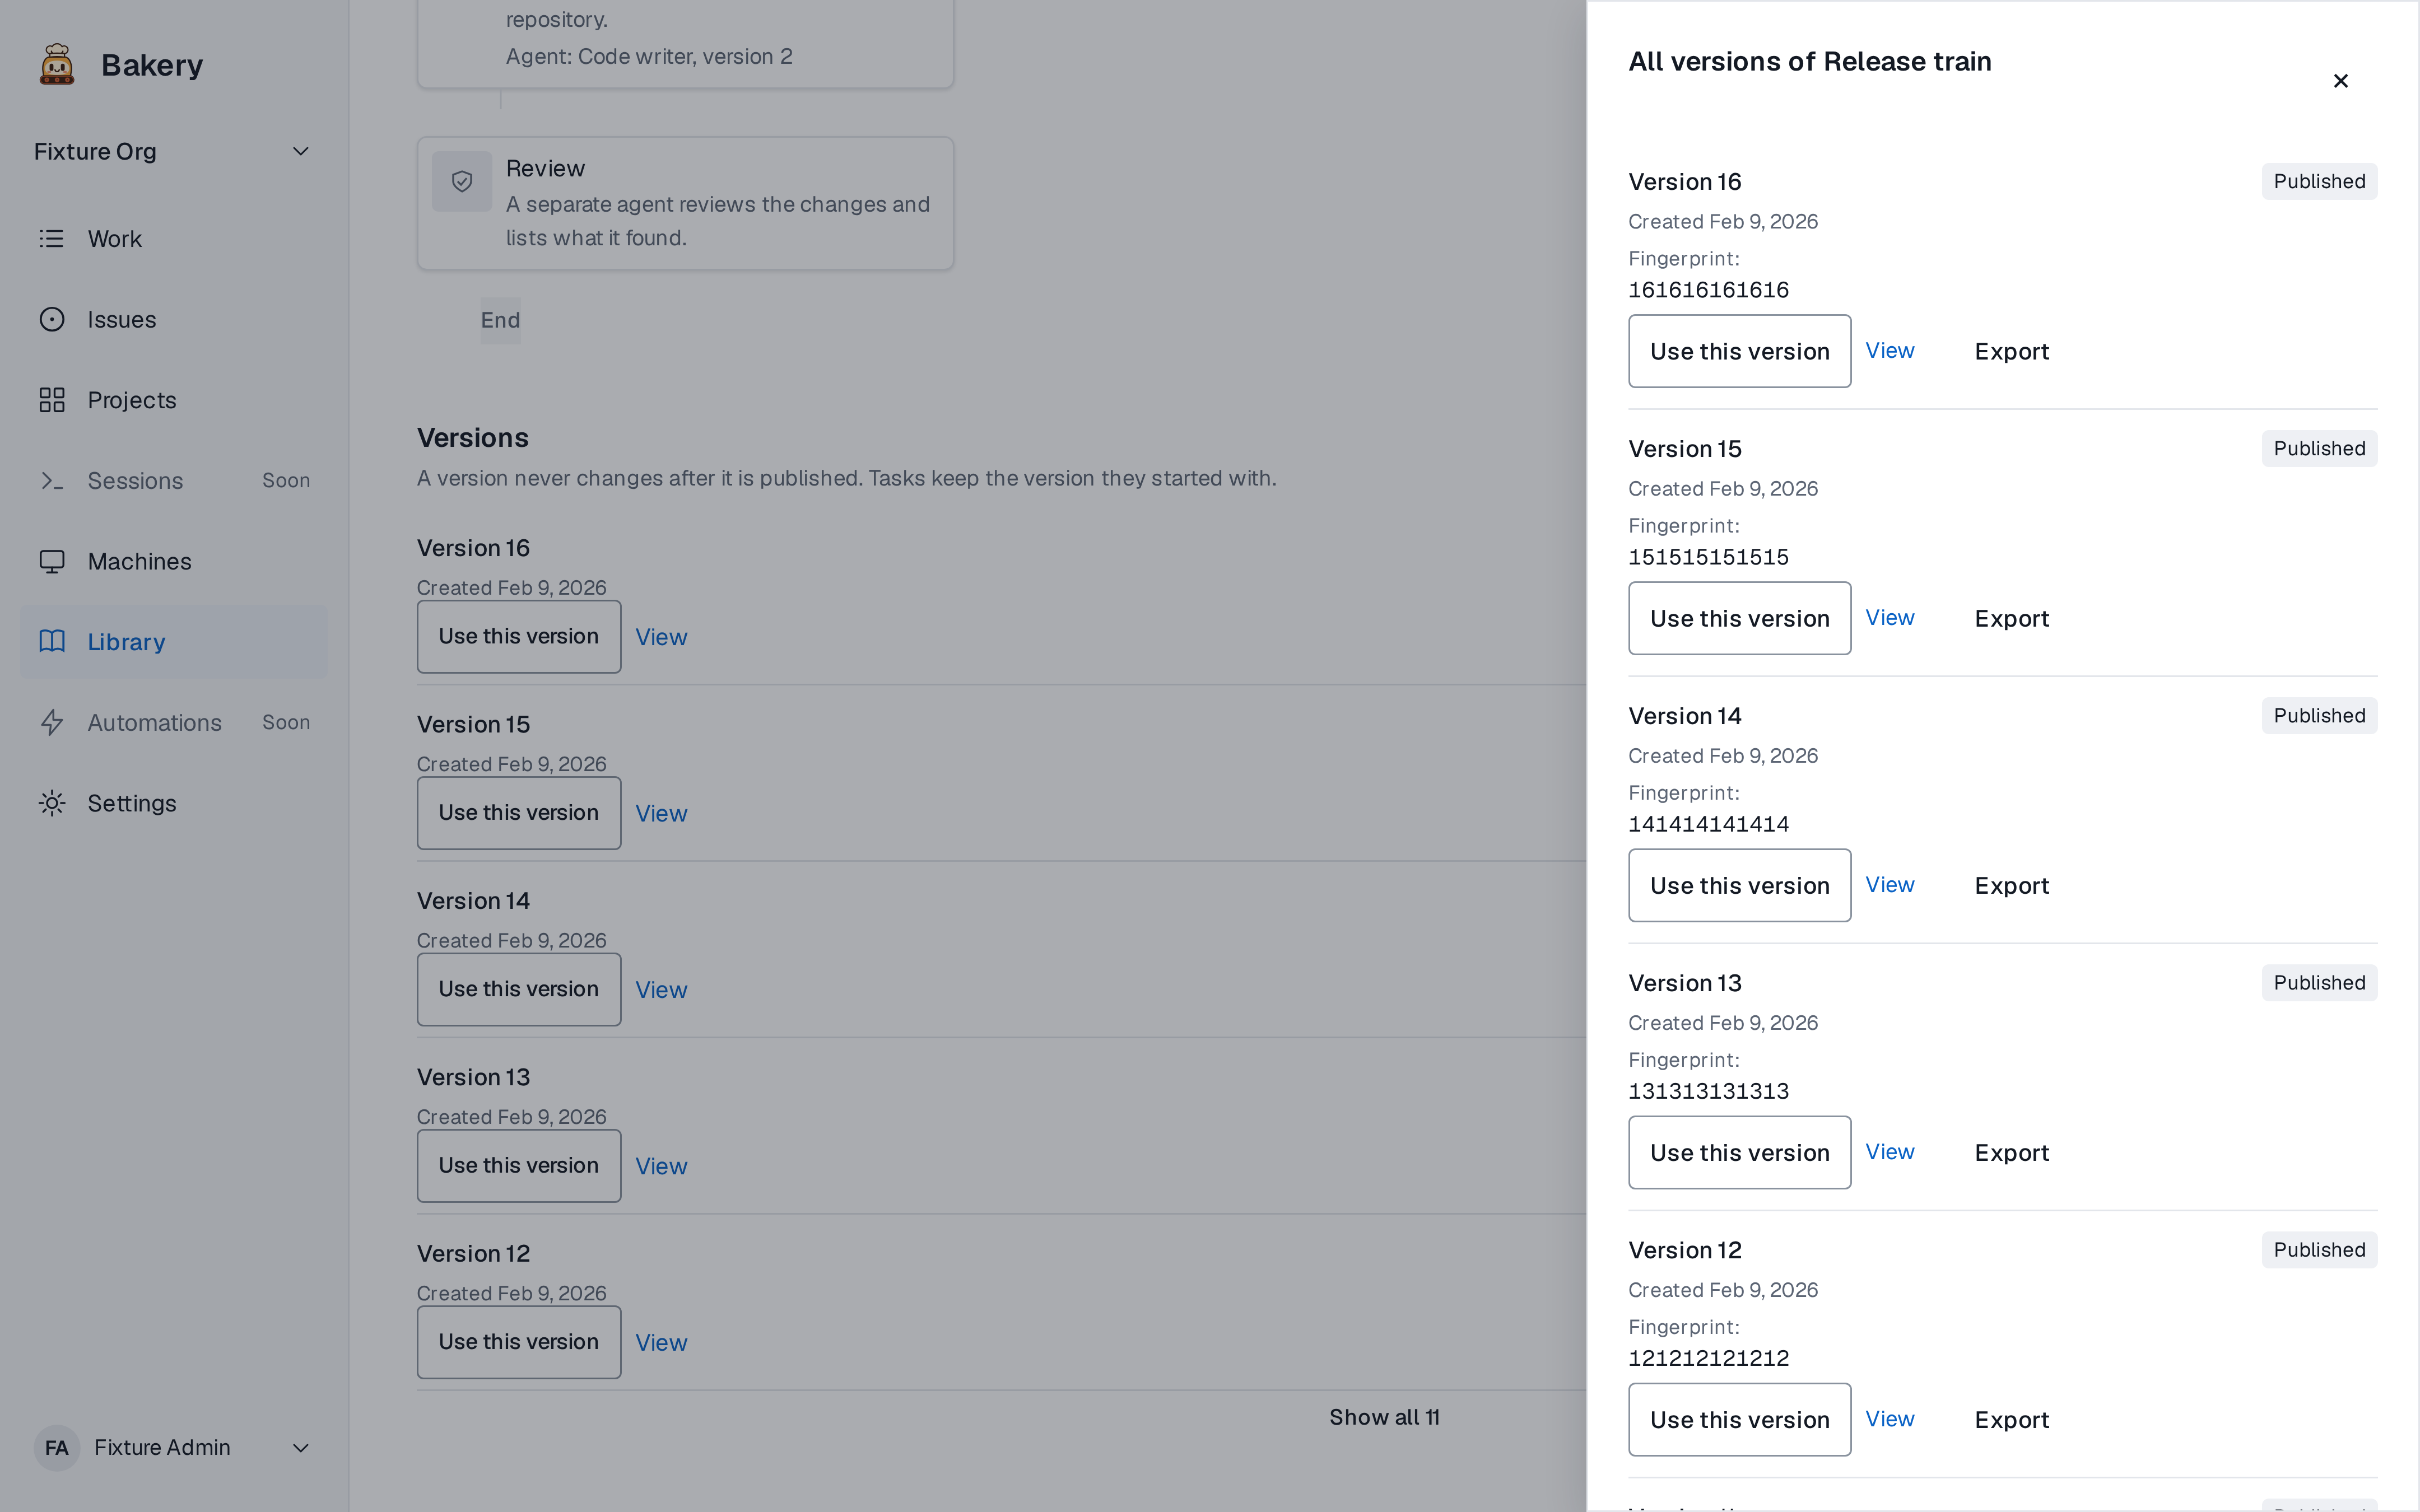 Bakery
Fixture Org
Work
Issues
Projects
Sessions Soon
Machines
Library
Automations Soon
Settings
FA Fixture Admin
repository.
Agent: Code writer, version 2
Review
A separate agent reviews the changes and
lists what it found.
End
Versions
A version never changes after it is published. Tasks keep the version they started with.
Version 16
Created Feb 9, 2026
Use this version View
Version 15
Created Feb 9, 2026
Use this version View
Version 14
Created Feb 9, 2026
Use this version View
Version 13
Created Feb 9, 2026
Use this version View
Version 12
Created Feb 9, 2026
Use this version View
Show all 11
All versions of Release train
Version 16 Published
Created Feb 9, 2026
Fingerprint:
161616161616
Use this version View Export
Version 15 Published
Created Feb 9, 2026
Fingerprint:
151515151515
Use this version View Export
Version 14 Published
Created Feb 9, 2026
Fingerprint:
141414141414
Use this version View Export
Version 13 Published
Created Feb 9, 2026
Fingerprint:
131313131313
Use this version View Export
Version 12 Published
Created Feb 9, 2026
Fingerprint:
121212121212
Use this version View Export